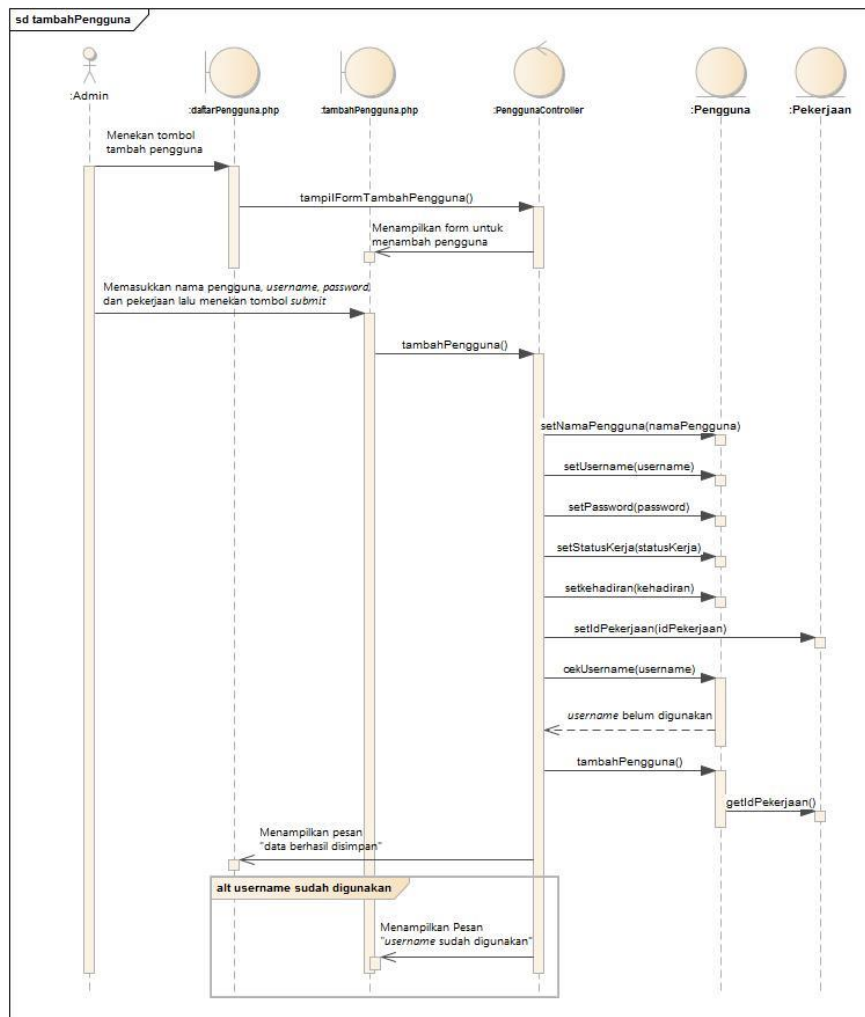 sd tambahPengguna
:Admin
:daftarPengguna.php
:tambahPengguna.php
:PenggunaController
:Pengguna
:Pekerjaan
Menekan tombol
tambah pengguna
tampilFormTambahPengguna()
Menampilkan form untuk
menambah pengguna
Memasukkan nama pengguna, username, password,
dan pekerjaan lalu menekan tombol submit
tambahPengguna()
setNamaPengguna(namaPengguna)
setUsername(username)
setPassword(password)
setStatusKerja(statusKerja)
setkehadiran(kehadiran)
setIdPekerjaan(idPekerjaan)
cekUsername(username)
username belum digunakan
tambahPengguna()
getIdPekerjaan()
Menampilkan pesan
"data berhasil disimpan"
alt username sudah digunakan
Menampilkan Pesan
"username sudah digunakan"